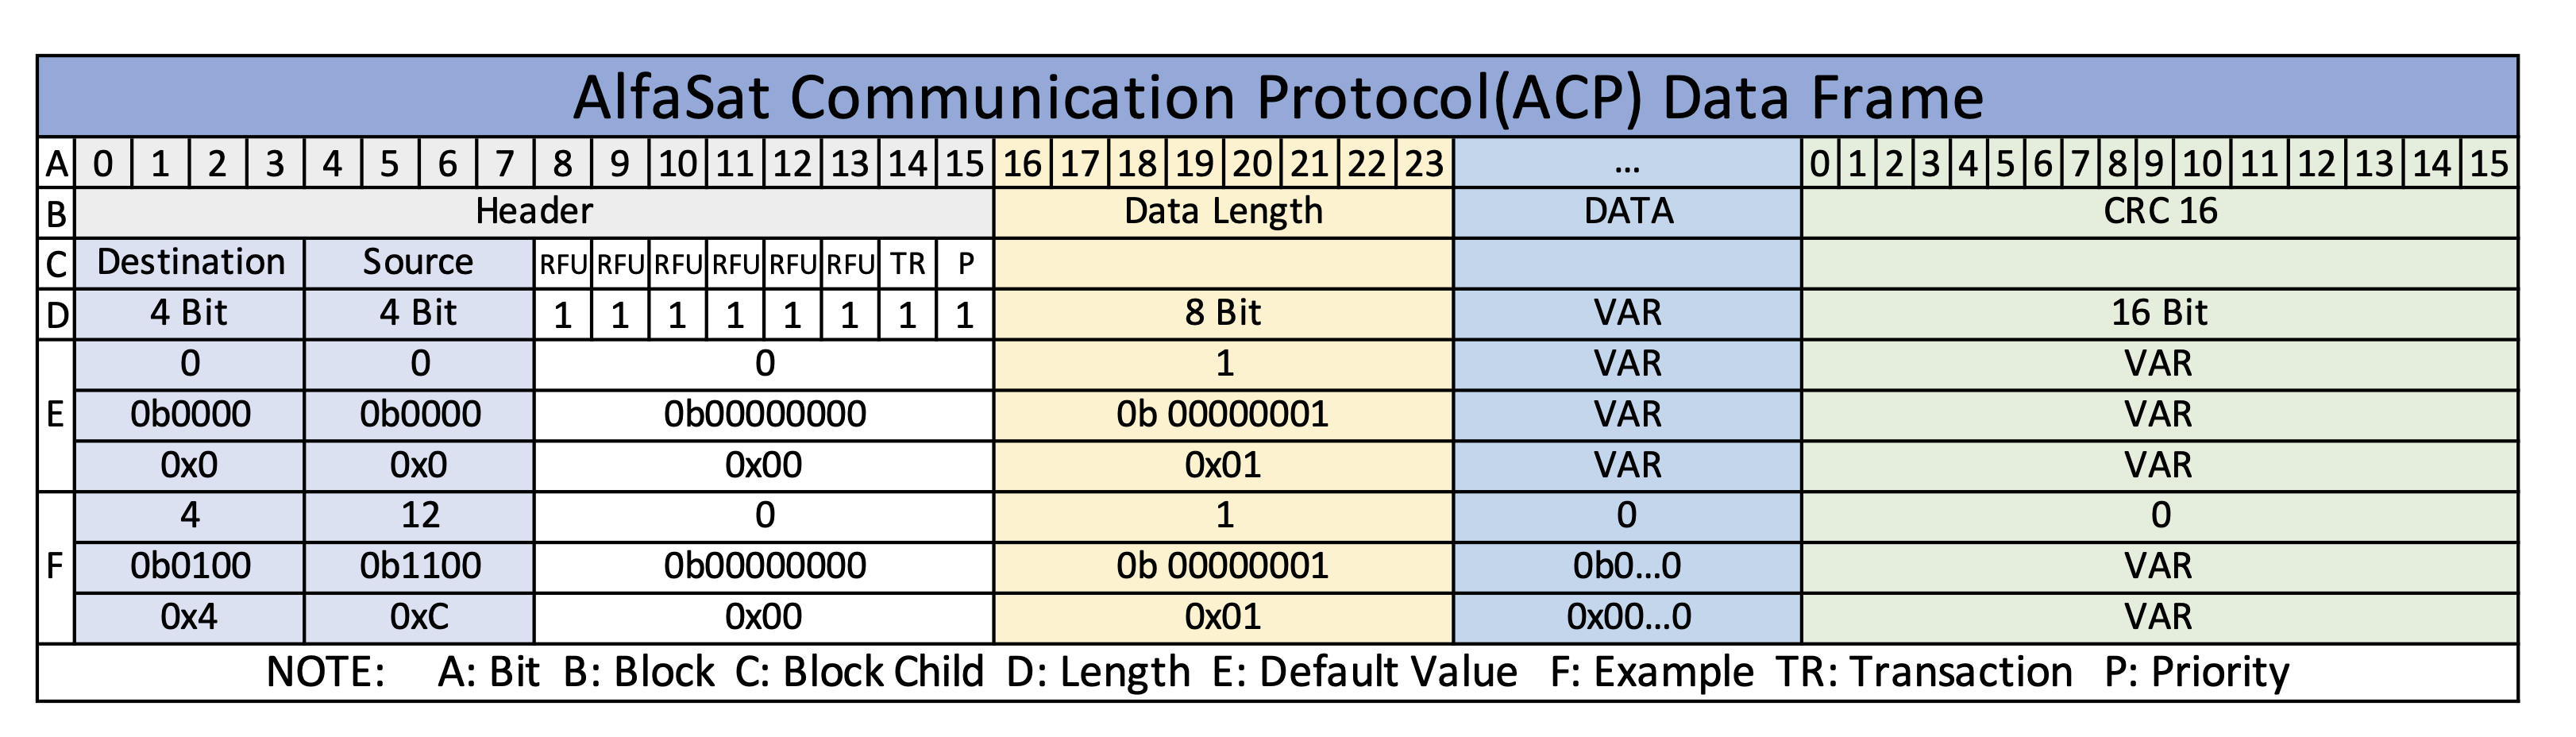 AlfaSat Communication Protocol(ACP) Data Frame
A 0 1 2 3 4 5 6 7 8 9 10 11 12 13 14 15 16 17 18 19 20 21 22 23 ... 0 1 2 3 4 5 6 7 8 9 10 11 12 13 14 15
B Header Data Length DATA CRC 16
C Destination Source RFU RFU RFU RFU RFU RFU TR P
D 4 Bit 4 Bit 1 1 1 1 1 1 1 1 8 Bit VAR 16 Bit
0 0 0 1 VAR VAR
E 0b0000 0b0000 0b00000000 0b 00000001 VAR VAR
0x0 0x0 0x00 0x01 VAR VAR
4 12 0 1 0 0
F 0b0100 0b1100 0b00000000 0b 00000001 0b0...0 VAR
0x4 0xC 0x00 0x01 0x00...0 VAR
NOTE: A: Bit B: Block C: Block Child D: Length E: Default Value F: Example TR: Transaction P: Priority